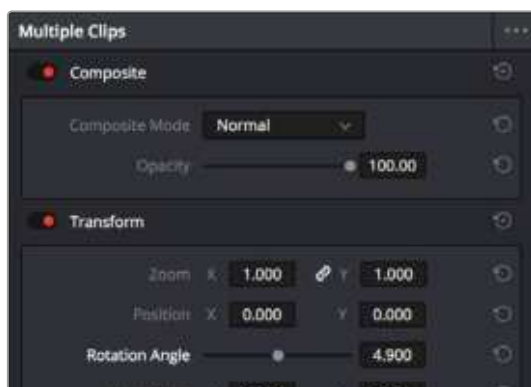 Multiple Clips
Composite
Composite Mode Normal
Opacity 100.00
Transform
Zoom X 1.000 Y 1.000
Position X 0.000 Y 0.000
Rotation Angle 4.900